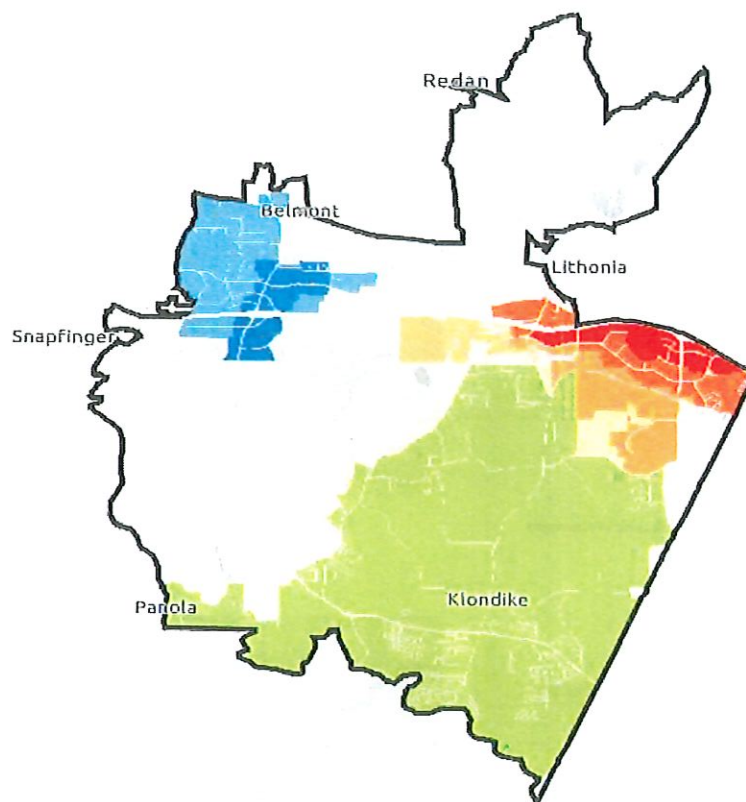 Redan
Belmont
Lithonia
Snapfinger
Panola
Klondike